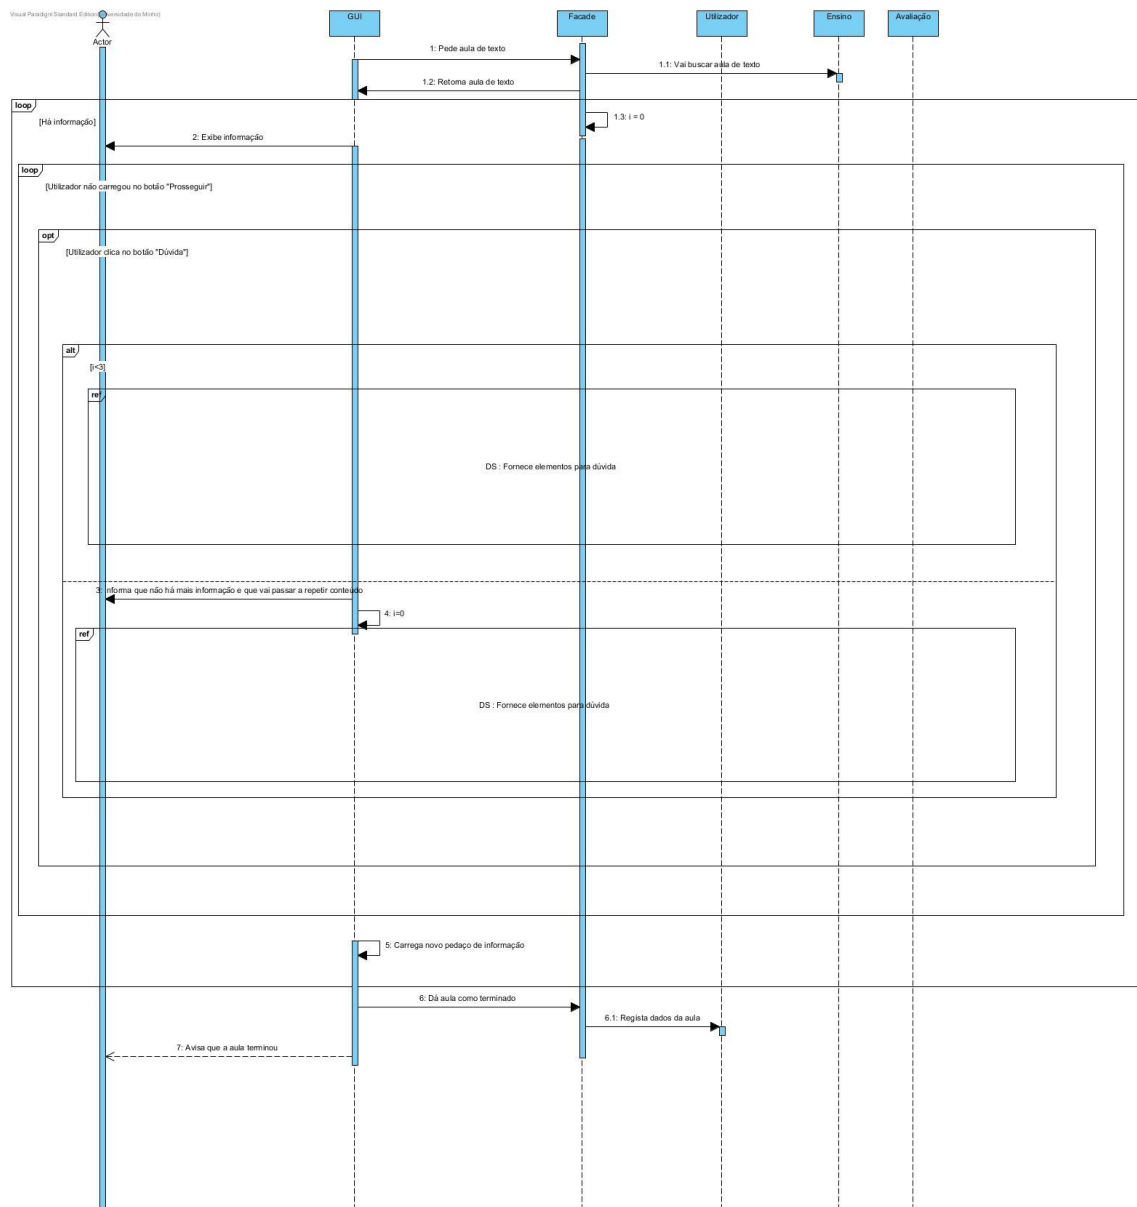 Visual Paradigm Standard Edition(Universidade do Minho)
GUI
Facade
Utilizador
Ensino
Avaliação
Actor
1: Pede aula de texto
1.1: Vai buscar aula de texto
1.2: Retorna aula de texto
loop
[Há informação]
1.3: i = 0
2: Exibe informação
loop
[Utilizador não carregou no botão "Prosseguir"]
opt
[Utilizador clica no botão "Dúvida"]
alt
[i<3]
ref
DS : Fornece elementos para dúvida
3: Informa que não há mais informação e que vai passar a repetir conteúdo
4: i=0
ref
DS : Fornece elementos para dúvida
5: Carrega novo pedaço de informação
6: Dá aula como terminado
6.1: Regista dados da aula
7: Avisa que a aula terminou